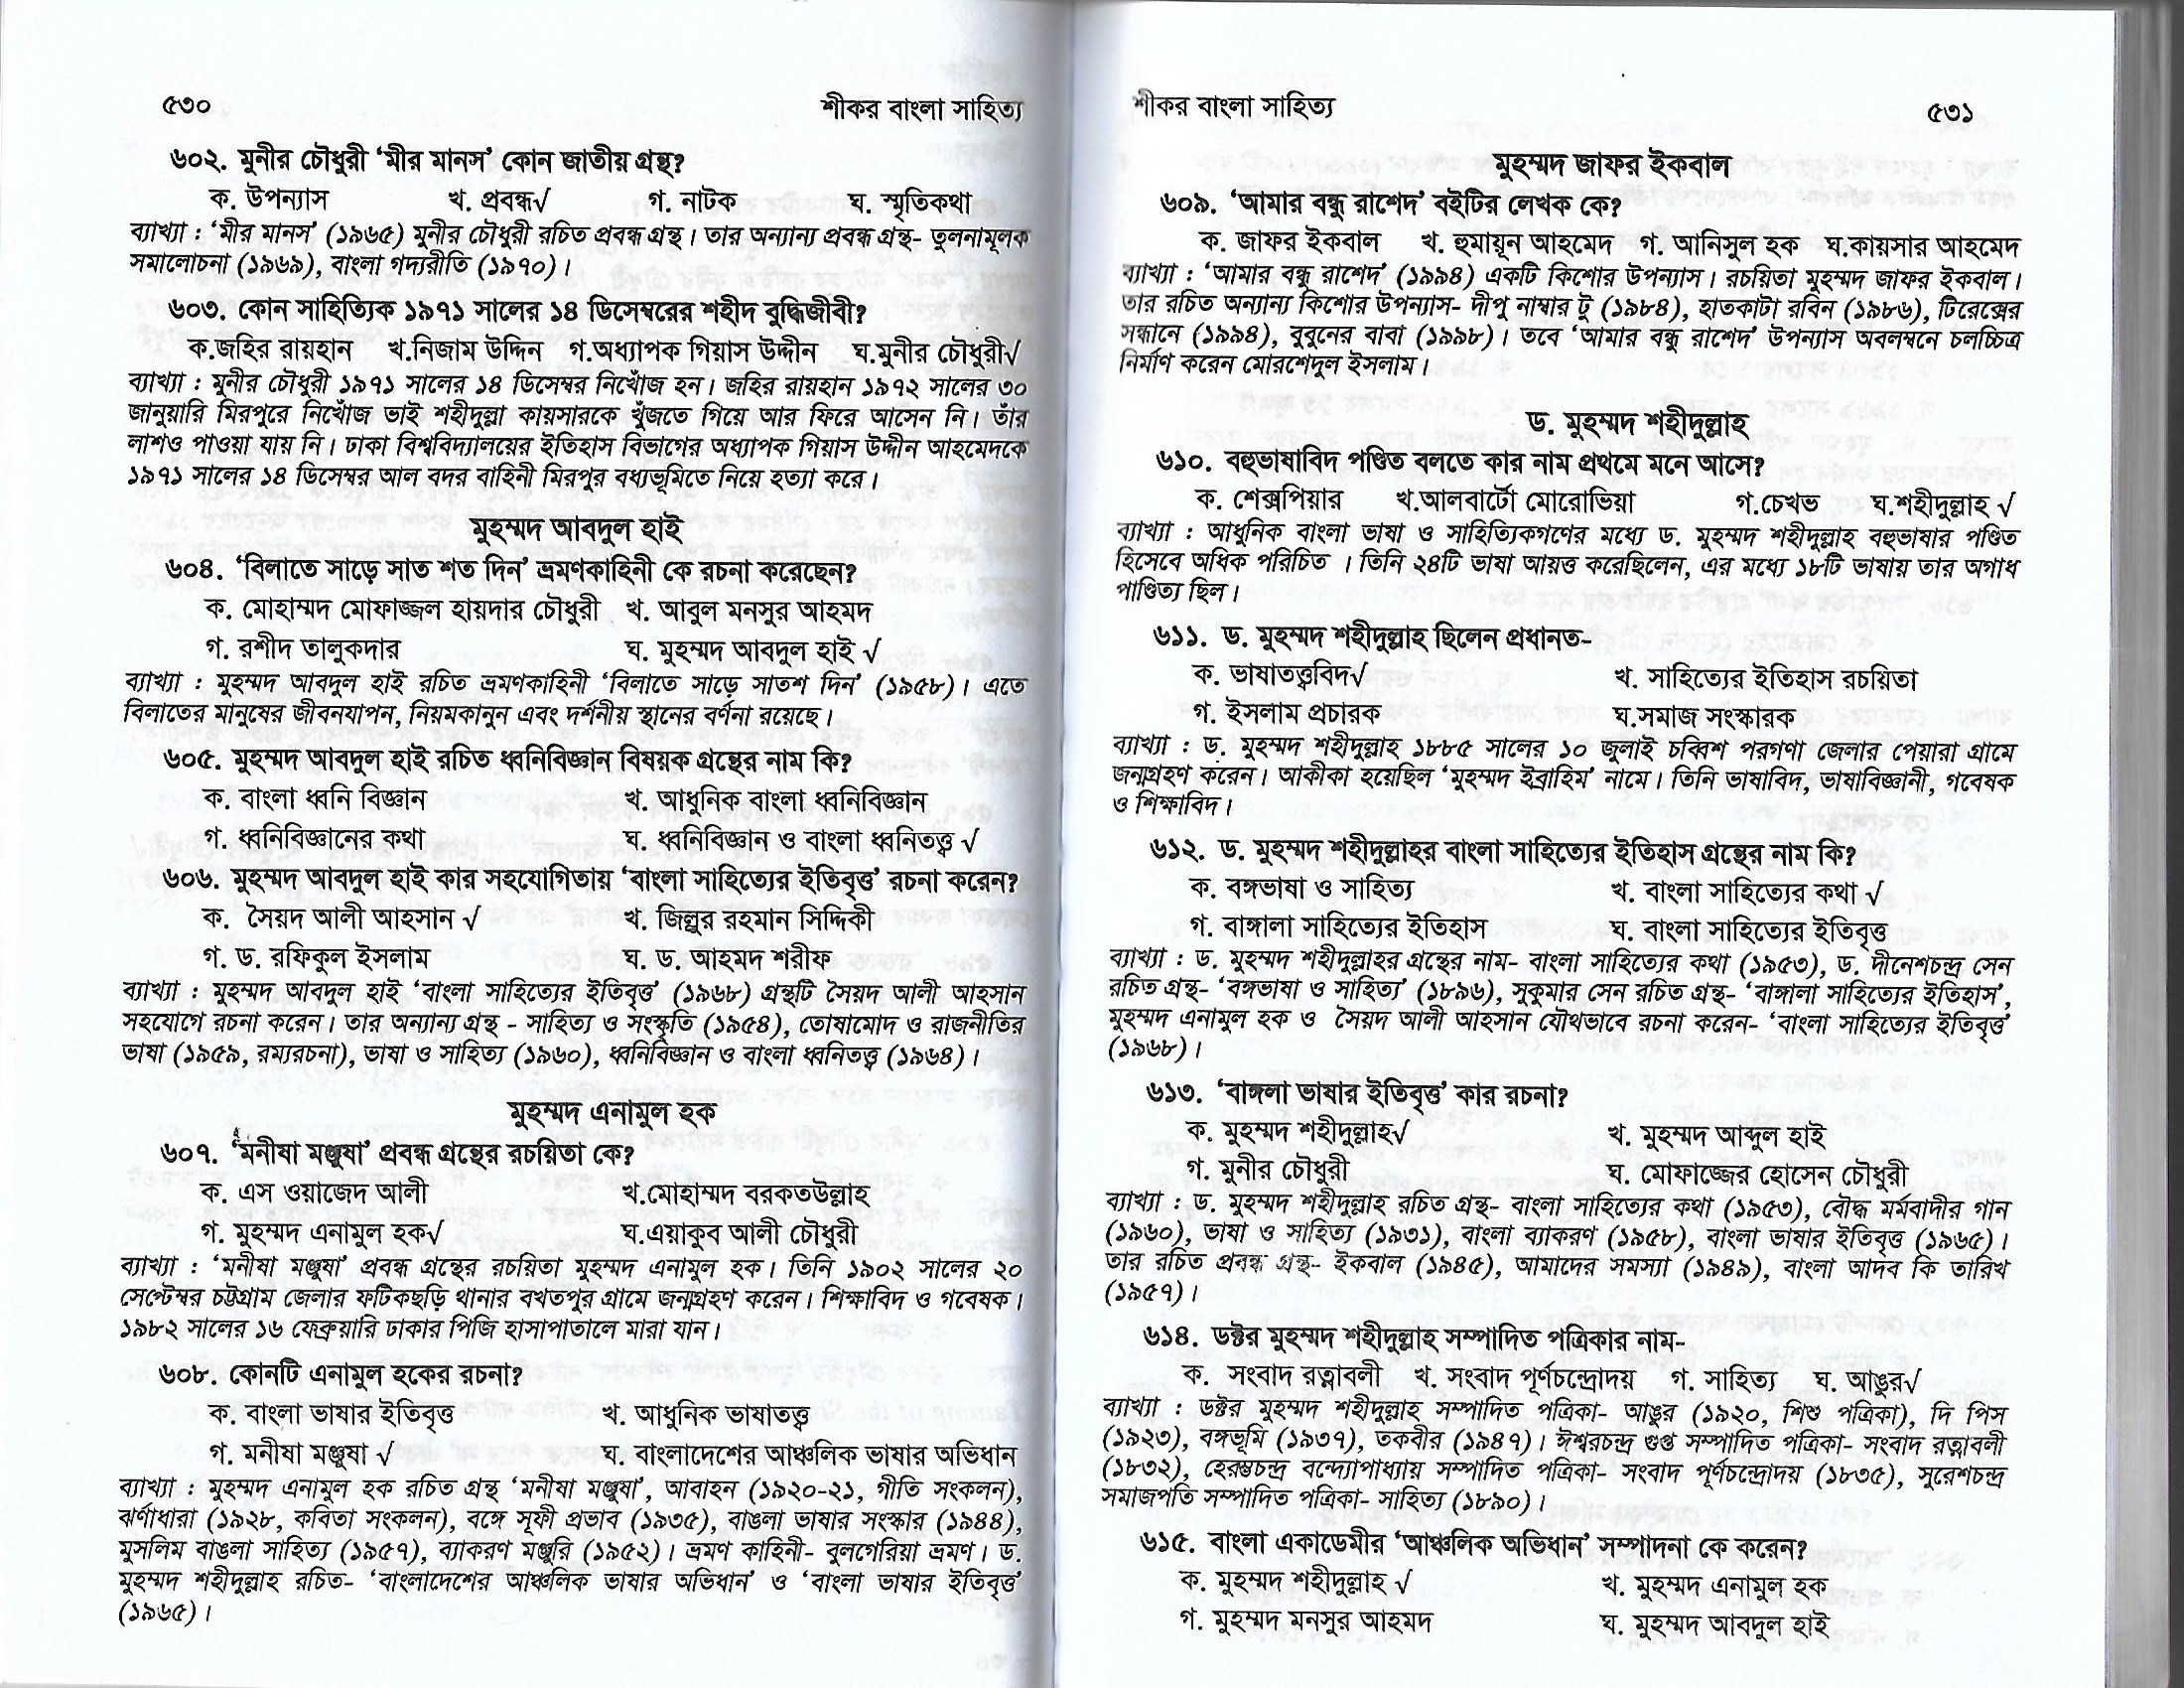 ৫৩০
শীকর বাংলা সাহিত্য
৬০২. মুনীর চৌধুরী ‘মীর মানস’ কোন জাতীয় গ্রন্থ?
ক. উপন্যাস খ. প্রবন্ধ√ গ. নাটক ঘ. স্মৃতিকথা
ব্যাখ্যা : ‘মীর মানস’ (১৯৬৫) মুনীর চৌধুরী রচিত প্রবন্ধ গ্রন্থ। তার অন্যান্য প্রবন্ধ গ্রন্থ- তুলনামূলক
সমালোচনা (১৯৬৯), বাংলা গদ্যরীতি (১৯৭০)।
৬০৩. কোন সাহিত্যিক ১৯৭১ সালের ১৪ ডিসেম্বরের শহীদ বুদ্ধিজীবী?
ক.জহির রায়হান খ.নিজাম উদ্দিন গ.অধ্যাপক গিয়াস উদ্দীন ঘ.মুনীর চৌধুরী√
ব্যাখ্যা : মুনীর চৌধুরী ১৯৭১ সালের ১৪ ডিসেম্বর নিখোঁজ হন। জহির রায়হান ১৯৭২ সালের ৩০
জানুয়ারি মিরপুরে নিখোঁজ ভাই শহীদুল্লা কায়সারকে খুঁজতে গিয়ে আর ফিরে আসেন নি। তাঁর
লাশও পাওয়া যায় নি। ঢাকা বিশ্ববিদ্যালয়ের ইতিহাস বিভাগের অধ্যাপক গিয়াস উদ্দীন আহমেদকে
১৯৭১ সালের ১৪ ডিসেম্বর আল বদর বাহিনী মিরপুর বধ্যভূমিতে নিয়ে হত্যা করে।
মুহম্মদ আবদুল হাই
৬০৪. ‘বিলাতে সাড়ে সাত শত দিন’ ভ্রমণকাহিনী কে রচনা করেছেন?
ক. মোহাম্মদ মোফাজ্জল হায়দার চৌধুরী খ. আবুল মনসুর আহমদ
গ. রশীদ তালুকদার ঘ. মুহম্মদ আবদুল হাই √
ব্যাখ্যা : মুহম্মদ আবদুল হাই রচিত ভ্রমণকাহিনী ‘বিলাতে সাড়ে সাতশ দিন’ (১৯৫৮)। এতে
বিলাতের মানুষের জীবনযাপন, নিয়মকানুন এবং দর্শনীয় স্থানের বর্ণনা রয়েছে।
৬০৫. মুহম্মদ আবদুল হাই রচিত ধ্বনিবিজ্ঞান বিষয়ক গ্রন্থের নাম কি?
ক. বাংলা ধ্বনি বিজ্ঞান খ. আধুনিক বাংলা ধ্বনিবিজ্ঞান
গ. ধ্বনিবিজ্ঞানের কথা ঘ. ধ্বনিবিজ্ঞান ও বাংলা ধ্বনিতত্ত্ব √
৬০৬. মুহম্মদ আবদুল হাই কার সহযোগিতায় ‘বাংলা সাহিত্যের ইতিবৃত্ত’ রচনা করেন?
ক. সৈয়দ আলী আহসান √ খ. জিল্লুর রহমান সিদ্দিকী
গ. ড. রফিকুল ইসলাম ঘ. ড. আহমদ শরীফ
ব্যাখ্যা : মুহম্মদ আবদুল হাই ‘বাংলা সাহিত্যের ইতিবৃত্ত’ (১৯৬৮) গ্রন্থটি সৈয়দ আলী আহসান
সহযোগে রচনা করেন। তার অন্যান্য গ্রন্থ - সাহিত্য ও সংস্কৃতি (১৯৫৪), তোষামোদ ও রাজনীতির
ভাষা (১৯৫৯, রম্যরচনা), ভাষা ও সাহিত্য (১৯৬০), ধ্বনিবিজ্ঞান ও বাংলা ধ্বনিতত্ত্ব (১৯৬৪)।
মুহম্মদ এনামুল হক
৬০৭. ‘মনীষা মঞ্জুষা’ প্রবন্ধ গ্রন্থের রচয়িতা কে?
ক. এস ওয়াজেদ আলী খ.মোহাম্মদ বরকতউল্লাহ
গ. মুহম্মদ এনামুল হক√ ঘ.এয়াকুব আলী চৌধুরী
ব্যাখ্যা : ‘মনীষা মঞ্জুষা’ প্রবন্ধ গ্রন্থের রচয়িতা মুহম্মদ এনামুল হক। তিনি ১৯০২ সালের ২০
সেপ্টেম্বর চট্টগ্রাম জেলার ফটিকছড়ি থানার বখতপুর গ্রামে জন্মগ্রহণ করেন। শিক্ষাবিদ ও গবেষক।
১৯৮২ সালের ১৬ ফেব্রুয়ারি ঢাকার পিজি হাসাপাতালে মারা যান।
৬০৮. কোনটি এনামুল হকের রচনা?
ক. বাংলা ভাষার ইতিবৃত্ত খ. আধুনিক ভাষাতত্ত্ব
গ. মনীষা মঞ্জুষা √ ঘ. বাংলাদেশের আঞ্চলিক ভাষার অভিধান
ব্যাখ্যা : মুহম্মদ এনামুল হক রচিত গ্রন্থ ‘মনীষা মঞ্জুষা’, আবাহন (১৯২০-২১, গীতি সংকলন),
ঝর্ণাধারা (১৯২৮, কবিতা সংকলন), বঙ্গে সূফী প্রভাব (১৯৩৫), বাঙলা ভাষার সংস্কার (১৯৪৪),
মুসলিম বাঙলা সাহিত্য (১৯৫৭), ব্যাকরণ মঞ্জুরি (১৯৫২)। ভ্রমণ কাহিনী- বুলগেরিয়া ভ্রমণ। ড.
মুহম্মদ শহীদুল্লাহ রচিত- ‘বাংলাদেশের আঞ্চলিক ভাষার অভিধান’ ও ‘বাংলা ভাষার ইতিবৃত্ত’
(১৯৬৫)।
শীকর বাংলা সাহিত্য
৫৩১
মুহম্মদ জাফর ইকবাল
৬০৯. ‘আমার বন্ধু রাশেদ’ বইটির লেখক কে?
ক. জাফর ইকবাল খ. হুমায়ূন আহমেদ গ. আনিসুল হক ঘ.কায়সার আহমেদ
ব্যাখ্যা : ‘আমার বন্ধু রাশেদ’ (১৯৯৪) একটি কিশোর উপন্যাস। রচয়িতা মুহম্মদ জাফর ইকবাল।
তার রচিত অন্যান্য কিশোর উপন্যাস- দীপু নাম্বার টু (১৯৮৪), হাতকাটা রবিন (১৯৮৬), টিরেক্সের
সন্ধানে (১৯৯৪), বুবুনের বাবা (১৯৯৮)। তবে ‘আমার বন্ধু রাশেদ’ উপন্যাস অবলম্বনে চলচ্চিত্র
নির্মাণ করেন মোরশেদুল ইসলাম।
ড. মুহম্মদ শহীদুল্লাহ
৬১০. বহুভাষাবিদ পণ্ডিত বলতে কার নাম প্রথমে মনে আসে?
ক. শেক্সপিয়ার খ.আলবার্টো মোরোভিয়া গ.চেখভ ঘ.শহীদুল্লাহ √
ব্যাখ্যা : আধুনিক বাংলা ভাষা ও সাহিত্যিকগণের মধ্যে ড. মুহম্মদ শহীদুল্লাহ বহুভাষার পণ্ডিত
হিসেবে অধিক পরিচিত । তিনি ২৪টি ভাষা আয়ত্ত করেছিলেন, এর মধ্যে ১৮টি ভাষায় তার অগাধ
পাণ্ডিত্য ছিল।
৬১১. ড. মুহম্মদ শহীদুল্লাহ ছিলেন প্রধানত-
ক. ভাষাতত্ত্ববিদ√ খ. সাহিত্যের ইতিহাস রচয়িতা
গ. ইসলাম প্রচারক ঘ.সমাজ সংস্কারক
ব্যাখ্যা : ড. মুহম্মদ শহীদুল্লাহ ১৮৮৫ সালের ১০ জুলাই চব্বিশ পরগণা জেলার পেয়ারা গ্রামে
জন্মগ্রহণ করেন। আকীকা হয়েছিল ‘মুহম্মদ ইব্রাহিম’ নামে। তিনি ভাষাবিদ, ভাষাবিজ্ঞানী, গবেষক
ও শিক্ষাবিদ।
৬১২. ড. মুহম্মদ শহীদুল্লাহর বাংলা সাহিত্যের ইতিহাস গ্রন্থের নাম কি?
ক. বঙ্গভাষা ও সাহিত্য খ. বাংলা সাহিত্যের কথা √
গ. বাঙ্গালা সাহিত্যের ইতিহাস ঘ. বাংলা সাহিত্যের ইতিবৃত্ত
ব্যাখ্যা : ড. মুহম্মদ শহীদুল্লাহর গ্রন্থের নাম- বাংলা সাহিত্যের কথা (১৯৫৩), ড. দীনেশচন্দ্র সেন
রচিত গ্রন্থ- ‘বঙ্গভাষা ও সাহিত্য’ (১৮৯৬), সুকুমার সেন রচিত গ্রন্থ- ‘বাঙ্গালা সাহিত্যের ইতিহাস’,
মুহম্মদ এনামুল হক ও সৈয়দ আলী আহসান যৌথভাবে রচনা করেন- ‘বাংলা সাহিত্যের ইতিবৃত্ত’
(১৯৬৮)।
৬১৩. ‘বাঙ্গলা ভাষার ইতিবৃত্ত’ কার রচনা?
ক. মুহম্মদ শহীদুল্লাহ√ খ. মুহম্মদ আব্দুল হাই
গ. মুনীর চৌধুরী ঘ. মোফাজ্জের হোসেন চৌধুরী
ব্যাখ্যা : ড. মুহম্মদ শহীদুল্লাহ রচিত গ্রন্থ- বাংলা সাহিত্যের কথা (১৯৫৩), বৌদ্ধ মর্মবাদীর গান
(১৯৬০), ভাষা ও সাহিত্য (১৯৩১), বাংলা ব্যাকরণ (১৯৫৮), বাংলা ভাষার ইতিবৃত্ত (১৯৬৫)।
তার রচিত প্রবন্ধ গ্রন্থ- ইকবাল (১৯৪৫), আমাদের সমস্যা (১৯৪৯), বাংলা আদব কি তারিখ
(১৯৫৭)।
৬১৪. ডক্টর মুহম্মদ শহীদুল্লাহ সম্পাদিত পত্রিকার নাম-
ক. সংবাদ রত্নাবলী খ. সংবাদ পূর্ণচন্দ্রোদয় গ. সাহিত্য ঘ. আঙুর√
ব্যাখ্যা : ডক্টর মুহম্মদ শহীদুল্লাহ সম্পাদিত পত্রিকা- আঙুর (১৯২০, শিশু পত্রিকা), দি পিস
(১৯২৩), বঙ্গভূমি (১৯৩৭), তকবীর (১৯৪৭)। ঈশ্বরচন্দ্র গুপ্ত সম্পাদিত পত্রিকা- সংবাদ রত্নাবলী
(১৮৩২), হেরম্ভচন্দ্র বন্দ্যোপাধ্যায় সম্পাদিত পত্রিকা- সংবাদ পূর্ণচন্দ্রোদয় (১৮৩৫), সুরেশচন্দ্র
সমাজপতি সম্পাদিত পত্রিকা- সাহিত্য (১৮৯০)।
৬১৫. বাংলা একাডেমীর ‘আঞ্চলিক অভিধান’ সম্পাদনা কে করেন?
ক. মুহম্মদ শহীদুল্লাহ √ খ. মুহম্মদ এনামুল হক
গ. মুহম্মদ মনসুর আহমদ ঘ. মুহম্মদ আবদুল হাই